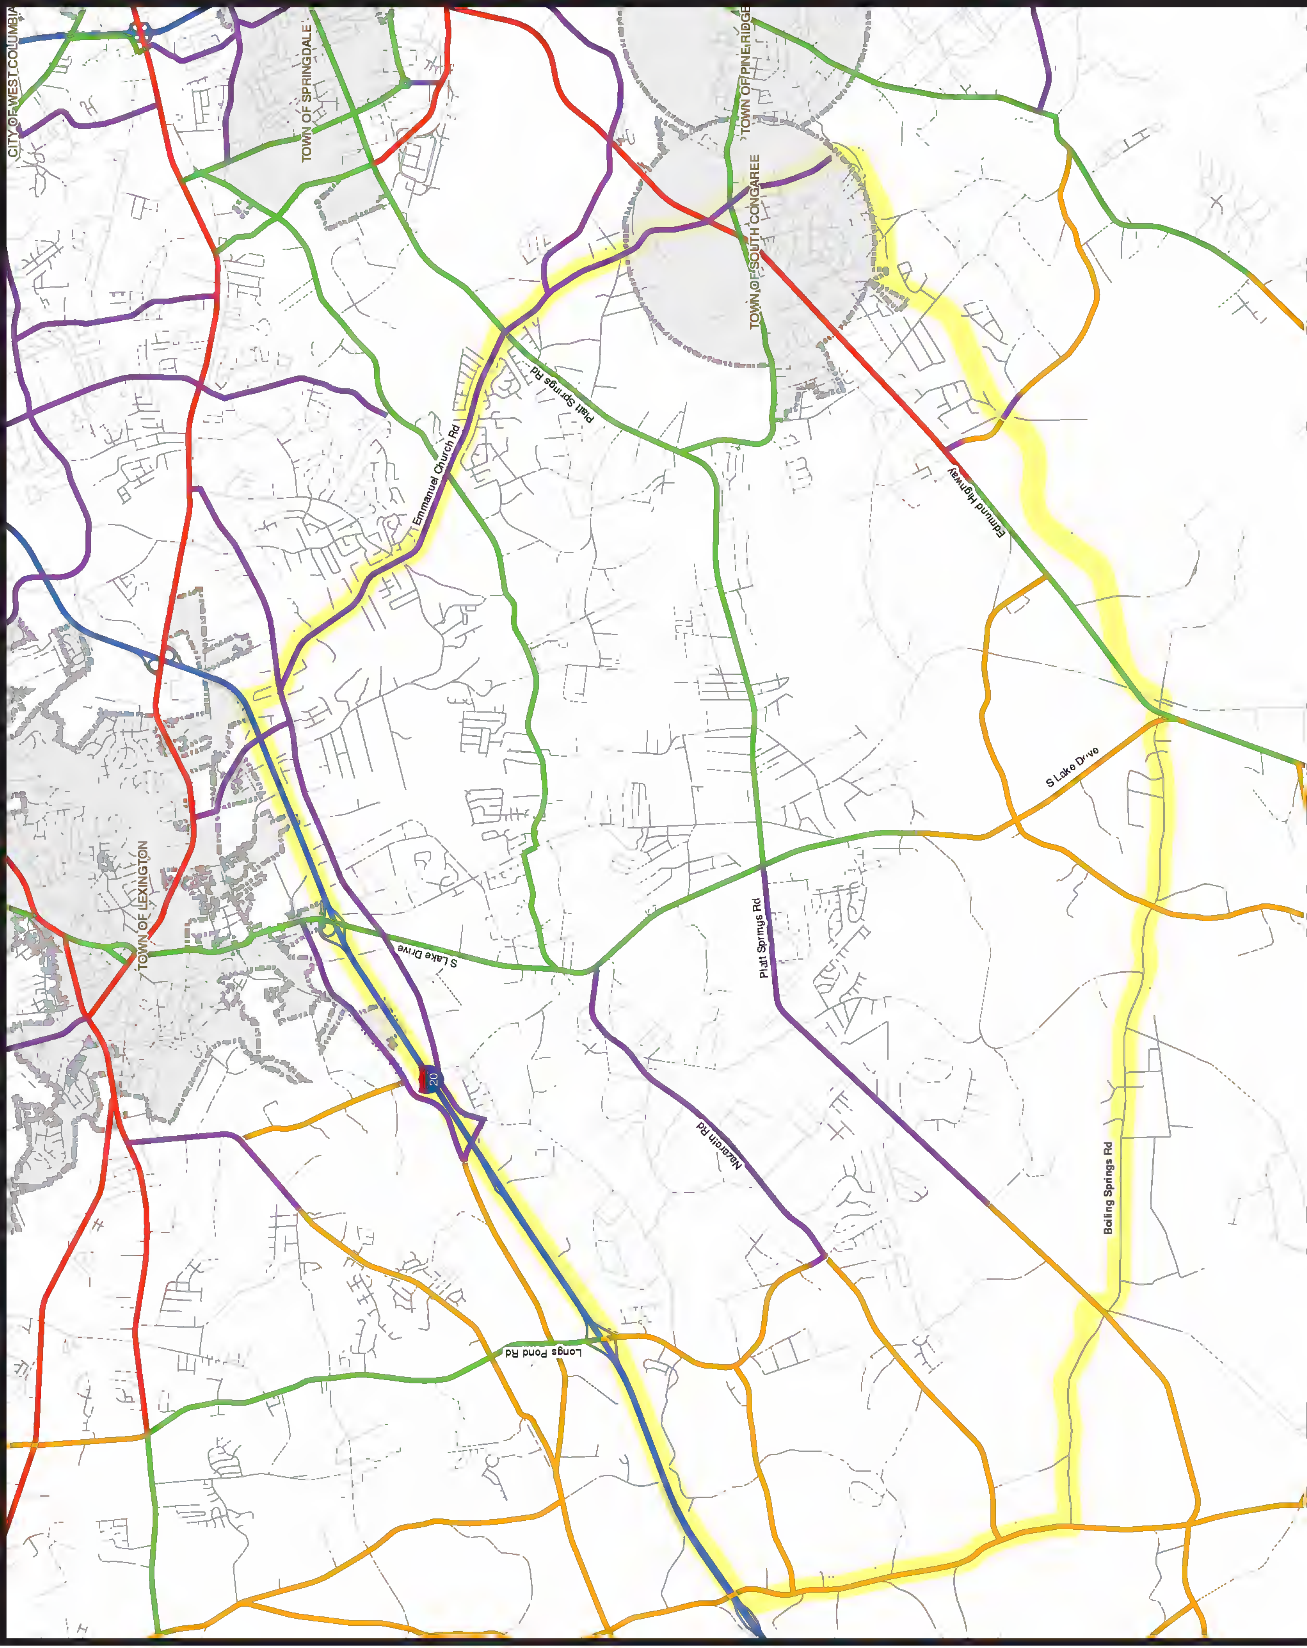 CITY OF WEST COLUMBIA
TOWN OF SPRINGDALE
TOWN OF PINE RIDGE
TOWN OF SOUTH CONGAREE
Platt Springs Rd
Emmanuel Church Rd
Edmund Highway
S Lake Drive
TOWN OF LEXINGTON
S Lake Drive
Platt Springs Rd
20
Nazareth Rd
Boiling Springs Rd
Longs Pond Rd